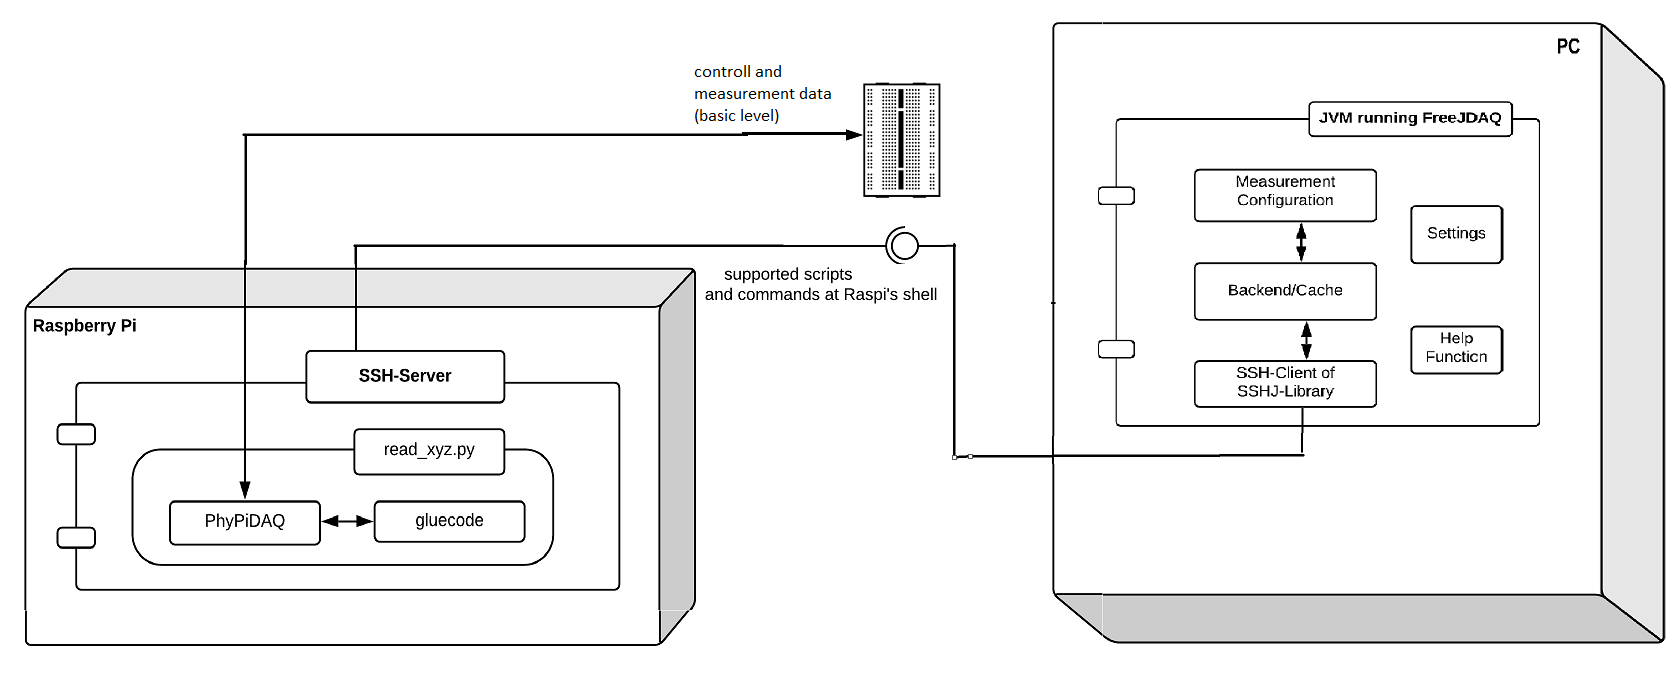 controll and
measurement data
(basic level)
supported scripts
and commands at Raspi's shell
Raspberry Pi
SSH-Server
read_xyz.py
PhyPiDAQ
gluecode
PC
JVM running FreeJDAQ
Measurement
Configuration
Settings
Backend/Cache
Help
Function
SSH-Client of
SSHJ-Library